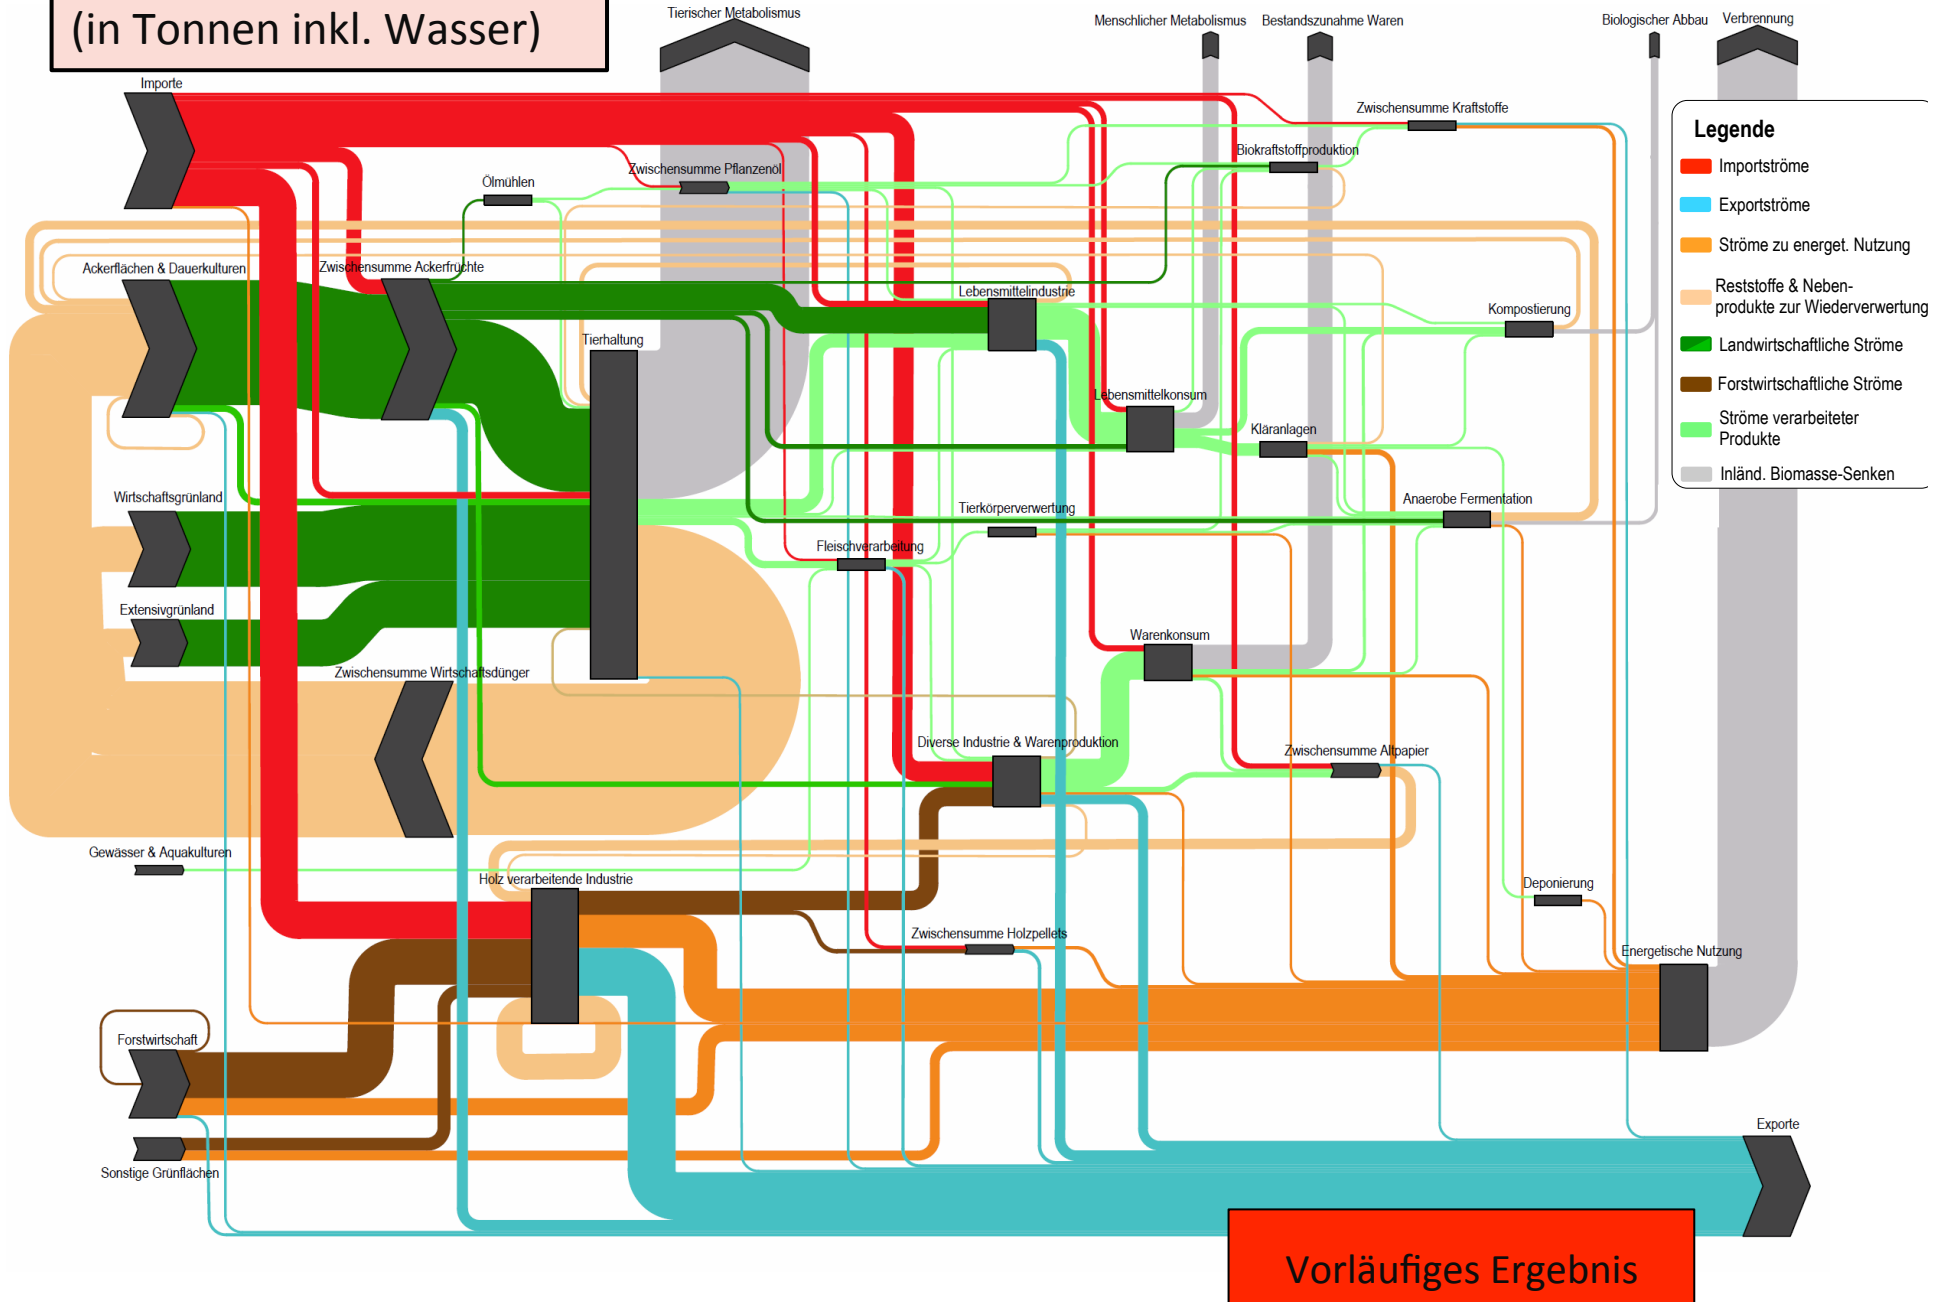 (in Tonnen inkl. Wasser)
Tierischer Metabolismus
Menschlicher Metabolismus
Bestandszunahme Waren
Biologischer Abbau
Verbrennung
Importe
Zwischensumme Kraftstoffe
Legende
Importströme
Exportströme
Ströme zu energet. Nutzung
Reststoffe & Neben-
produkte zur Wiederverwertung
Landwirtschaftliche Ströme
Forstwirtschaftliche Ströme
Ströme verarbeiteter
Produkte
Inländ. Biomasse-Senken
Biokraftstoffproduktion
Zwischensumme Pflanzenöl
Ölmühlen
Ackerflächen & Dauerkulturen
Zwischensumme Ackerfrüchte
Lebensmittelindustrie
Kompostierung
Tierhaltung
Lebensmittelkonsum
Kläranlagen
Wirtschaftsgrünland
Tierkörperverwertung
Anaerobe Fermentation
Fleischverarbeitung
Extensivgrünland
Warenkonsum
Zwischensumme Wirtschaftsdünger
Diverse Industrie & Warenproduktion
Zwischensumme Altpapier
Gewässer & Aquakulturen
Holz verarbeitende Industrie
Deponierung
Zwischensumme Holzpellets
Energetische Nutzung
Forstwirtschaft
Exporte
Sonstige Grünflächen
Vorläufiges Ergebnis